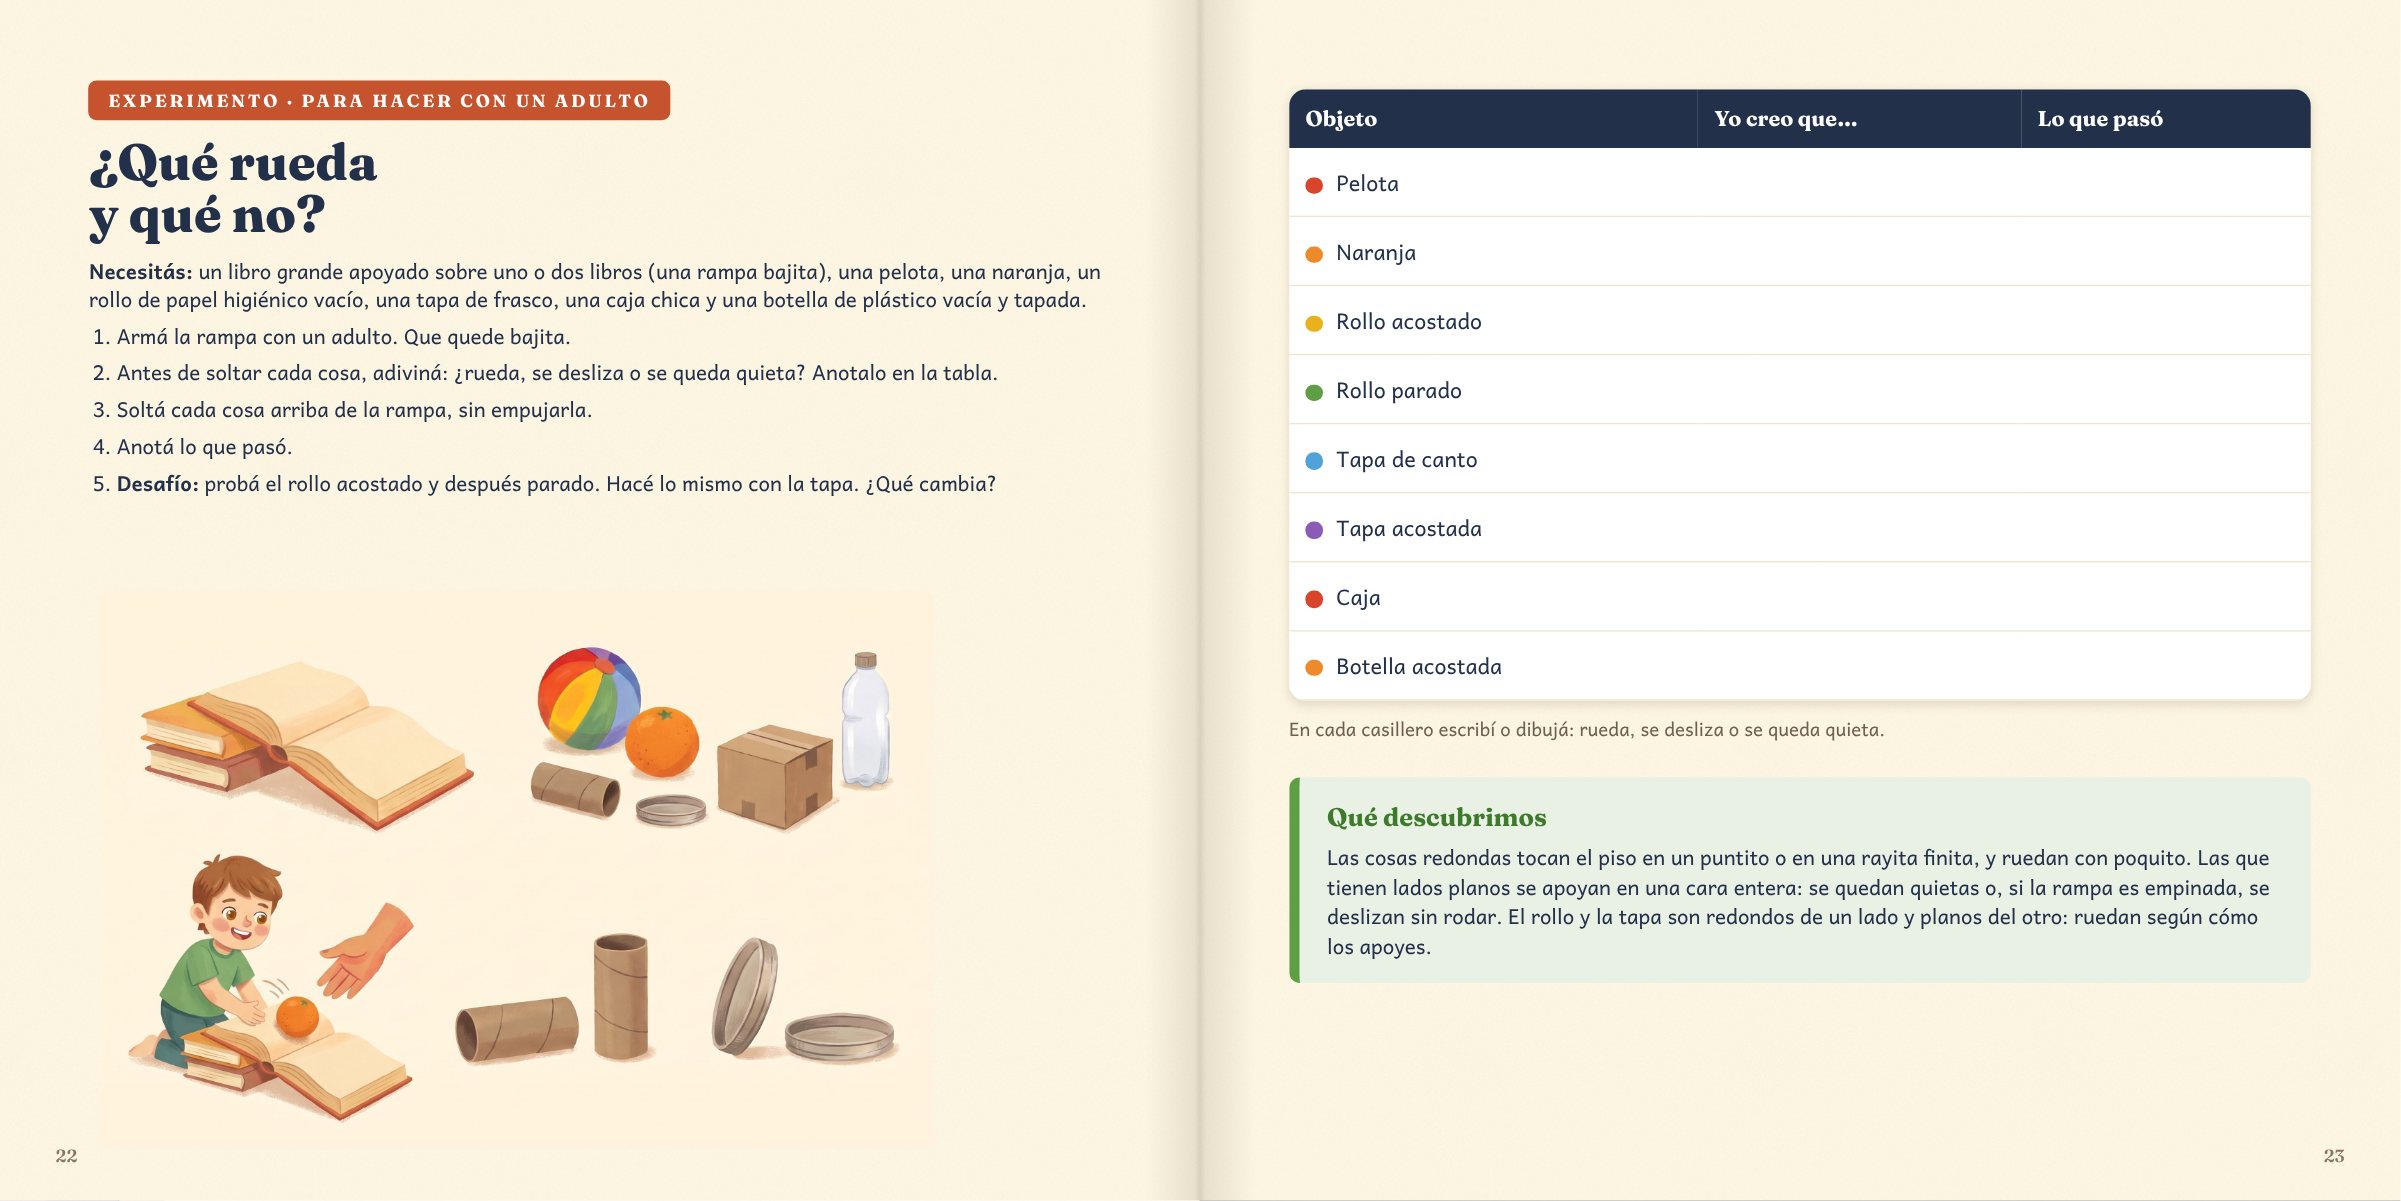 EXPERIMENTO · PARA HACER CON UN ADULTO
¿Qué rueda
y qué no?
Necesitás: un libro grande apoyado sobre uno o dos libros (una rampa bajita), una pelota, una naranja, un
rollo de papel higiénico vacío, una tapa de frasco, una caja chica y una botella de plástico vacía y tapada.
1. Armá la rampa con un adulto. Que quede bajita.
2. Antes de soltar cada cosa, adiviná: ¿rueda, se desliza o se queda quieta? Anotalo en la tabla.
3. Soltá cada cosa arriba de la rampa, sin empujarla.
4. Anotá lo que pasó.
5. Desafío: probá el rollo acostado y después parado. Hacé lo mismo con la tapa. ¿Qué cambia?
22
Objeto Yo creo que... Lo que pasó
Pelota
Naranja
Rollo acostado
Rollo parado
Tapa de canto
Tapa acostada
Caja
Botella acostada
En cada casillero escribí o dibujá: rueda, se desliza o se queda quieta.
Qué descubrimos
Las cosas redondas tocan el piso en un puntito o en una rayita finita, y ruedan con poquito. Las que
tienen lados planos se apoyan en una cara entera: se quedan quietas o, si la rampa es empinada, se
deslizan sin rodar. El rollo y la tapa son redondos de un lado y planos del otro: ruedan según cómo
los apoyes.
23